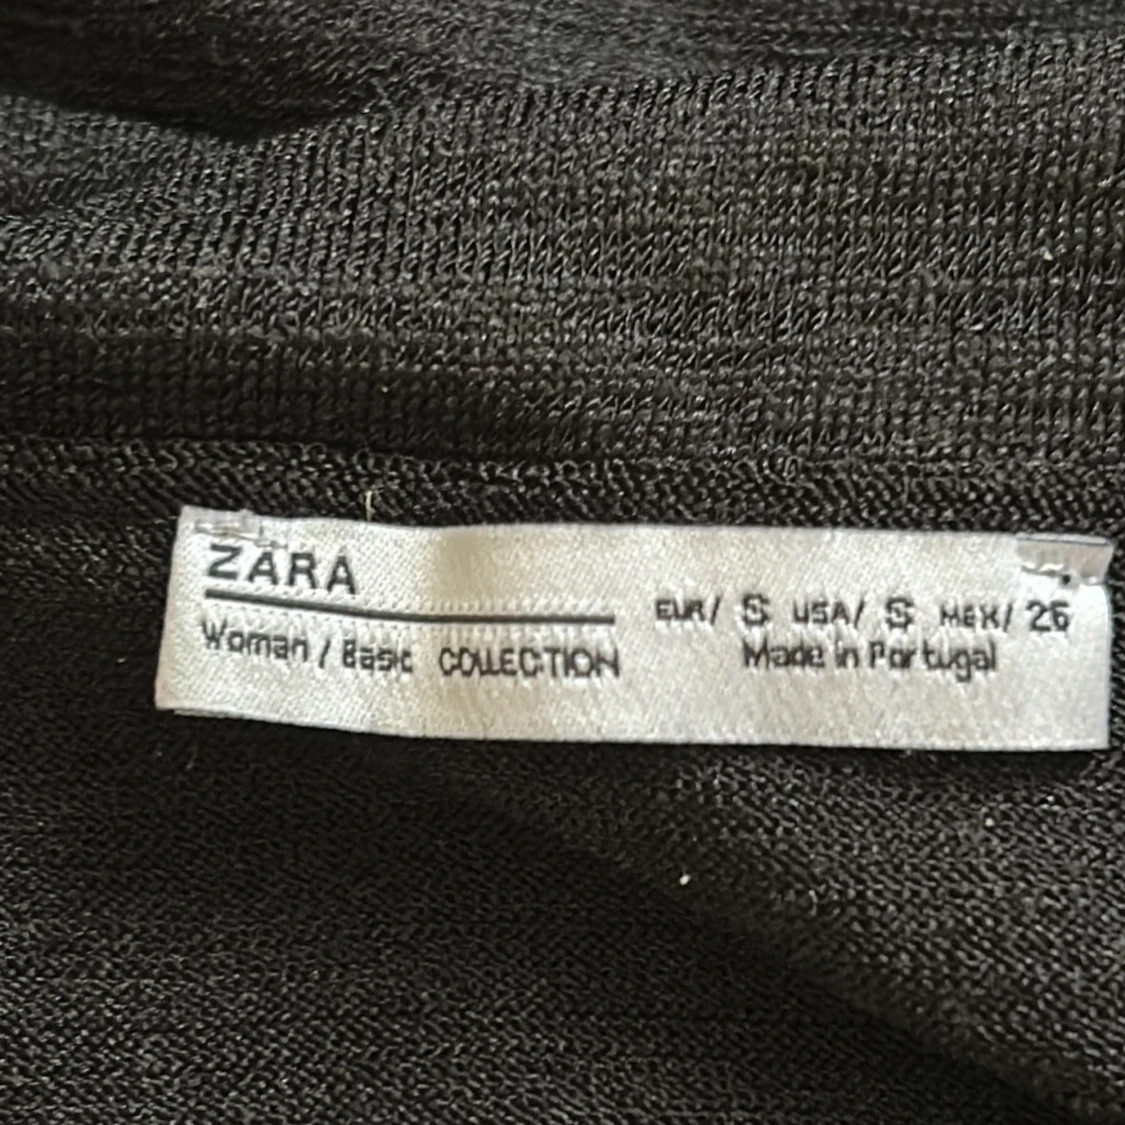 ZARA
Woman / Basic COLLECTION
EUR/ S USA/ S MEX/ 26
Made in Portugal